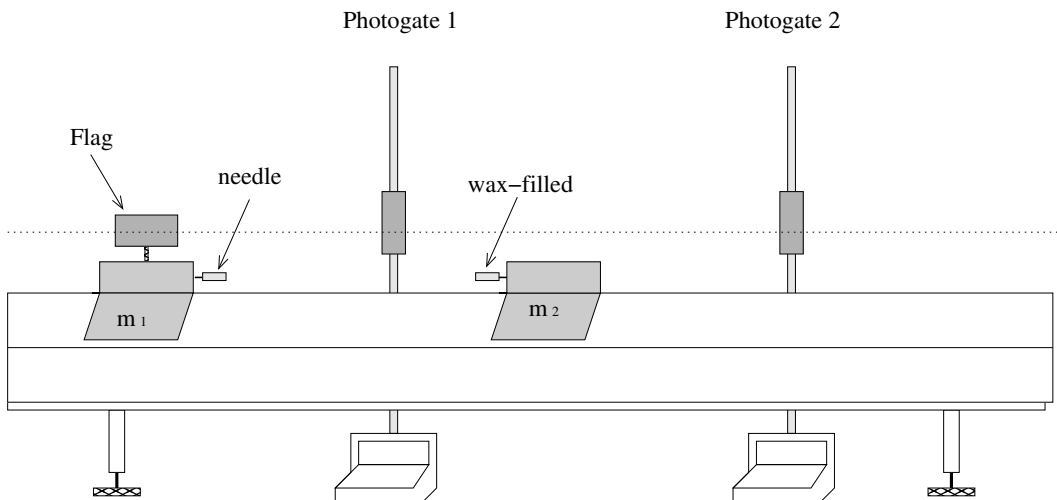 Photogate 1
Photogate 2
Flag
needle
wax−filled
m 1
m 2